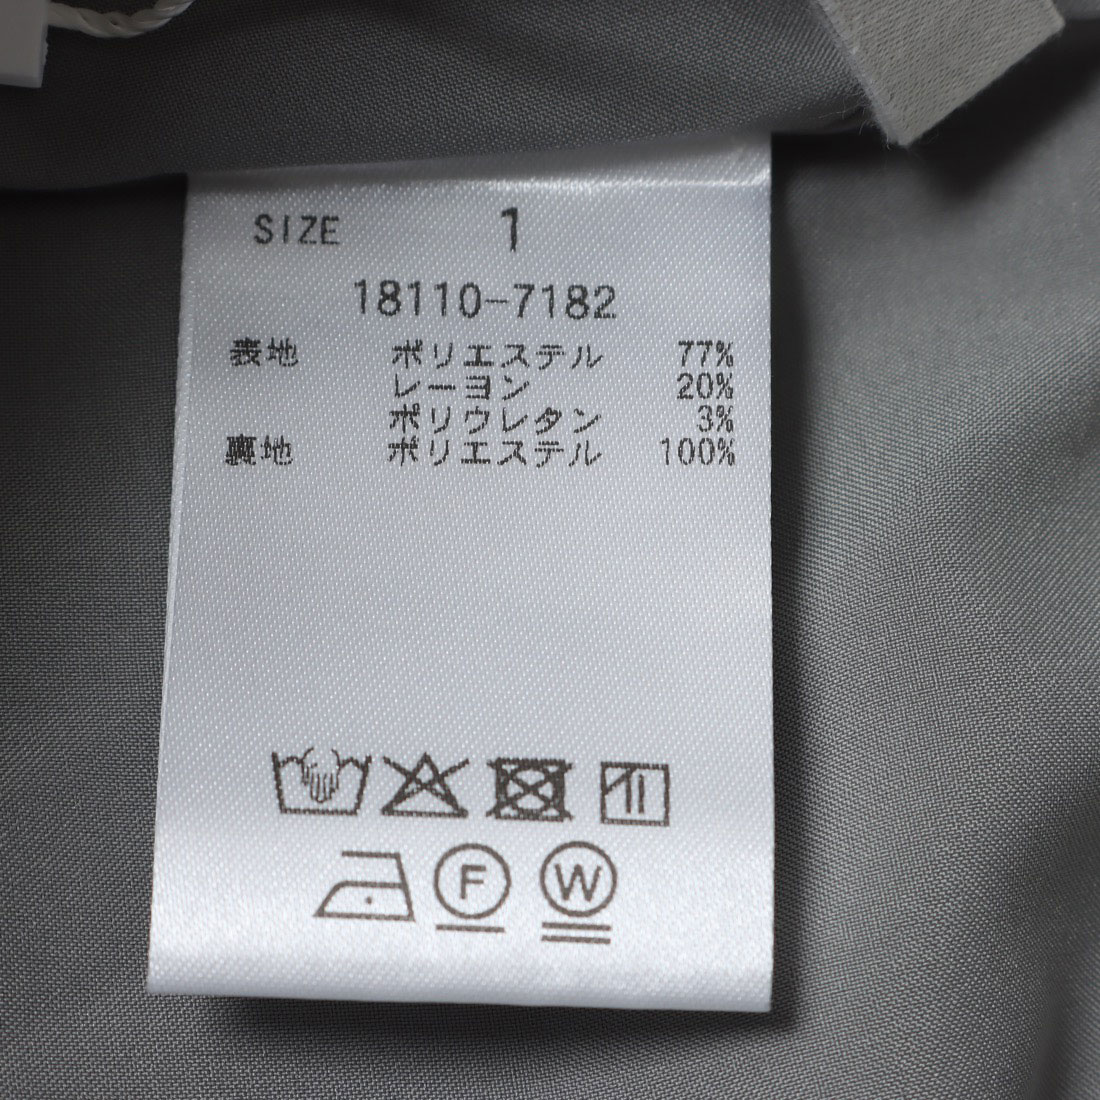 SIZE 1
18110-7182
表地 ポリエステル 77%
レーヨン 20%
ポリウレタン 3%
裏地 ポリエステル 100%
F W